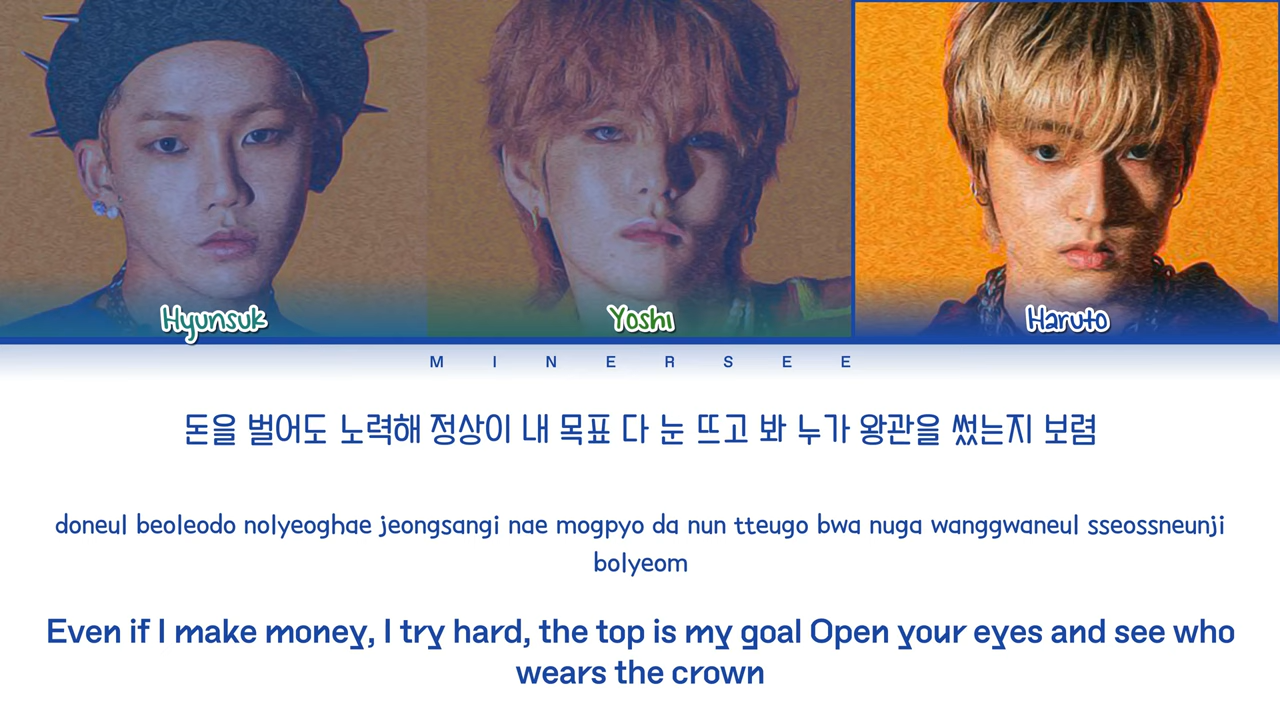 Hyunsuk Yoshi Haruto
M I N E R S E E
돈을 벌어도 노력해 정상이 내 목표 다 눈 뜨고 봐 누가 왕관을 썼는지 보렴
doneul beoleodo nolyeoghae jeongsangi nae mogpyo da nun tteugo bwa nuga wanggwaneul sseossneunji
bolyeom
Even if I make money, I try hard, the top is my goal Open your eyes and see who
wears the crown